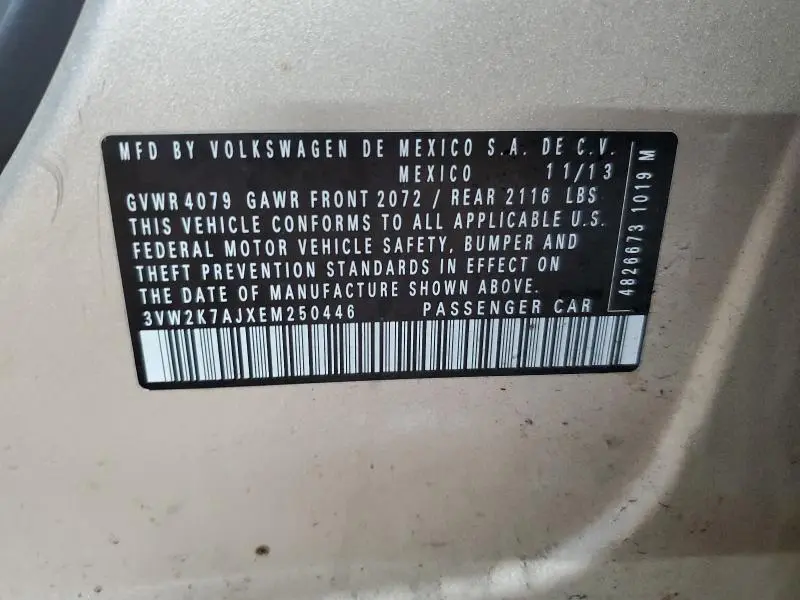 MFD BY VOLKSWAGEN DE MEXICO S.A. DE C.V.
MEXICO 11/13
GVWR 4079 GAWR FRONT 2072 / REAR 2116 LBS
THIS VEHICLE CONFORMS TO ALL APPLICABLE U.S.
FEDERAL MOTOR VEHICLE SAFETY, BUMPER AND
THEFT PREVENTION STANDARDS IN EFFECT ON
THE DATE OF MANUFACTURE SHOWN ABOVE.
3VW2K7AJXEM250446 PASSENGER CAR
4826673 1019 M